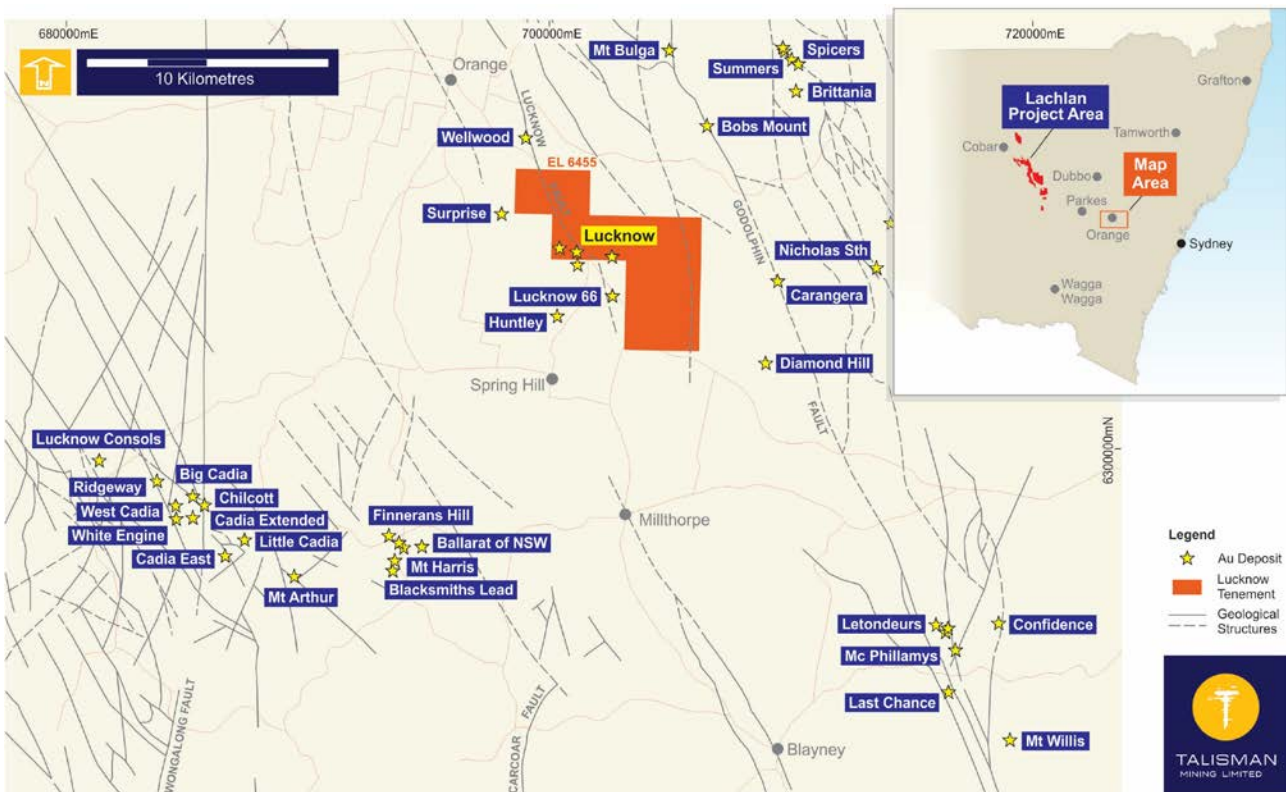 680000mE
700000mE
720000mE
10 Kilometres
N
Orange
Mt Bulga
Spicers
Summers
Brittania
Bobs Mount
Wellwood
LUCKNOW
FAULT
EL 6455
Surprise
Lucknow
GODOLPHIN
FAULT
Nicholas Sth
Carangera
Lucknow 66
Huntley
Diamond Hill
Spring Hill
6300000mN
Lachlan
Project Area
Map
Area
Grafton
Tamworth
Cobar
Dubbo
Parkes
Orange
Sydney
Wagga
Wagga
Lucknow Consols
Big Cadia
Ridgeway
Chilcott
West Cadia
Cadia Extended
White Engine
Little Cadia
Cadia East
Mt Arthur
Finnerans Hill
Ballarat of NSW
Mt Harris
Blacksmiths Lead
Millthorpe
Letondeurs
Confidence
Mc Phillamys
Last Chance
Mt Willis
Blayney
WONGALONG FAULT
CARCOAR
FAULT
Legend
Au Deposit
Lucknow
Tenement
Geological
Structures
TALISMAN
MINING LIMITED